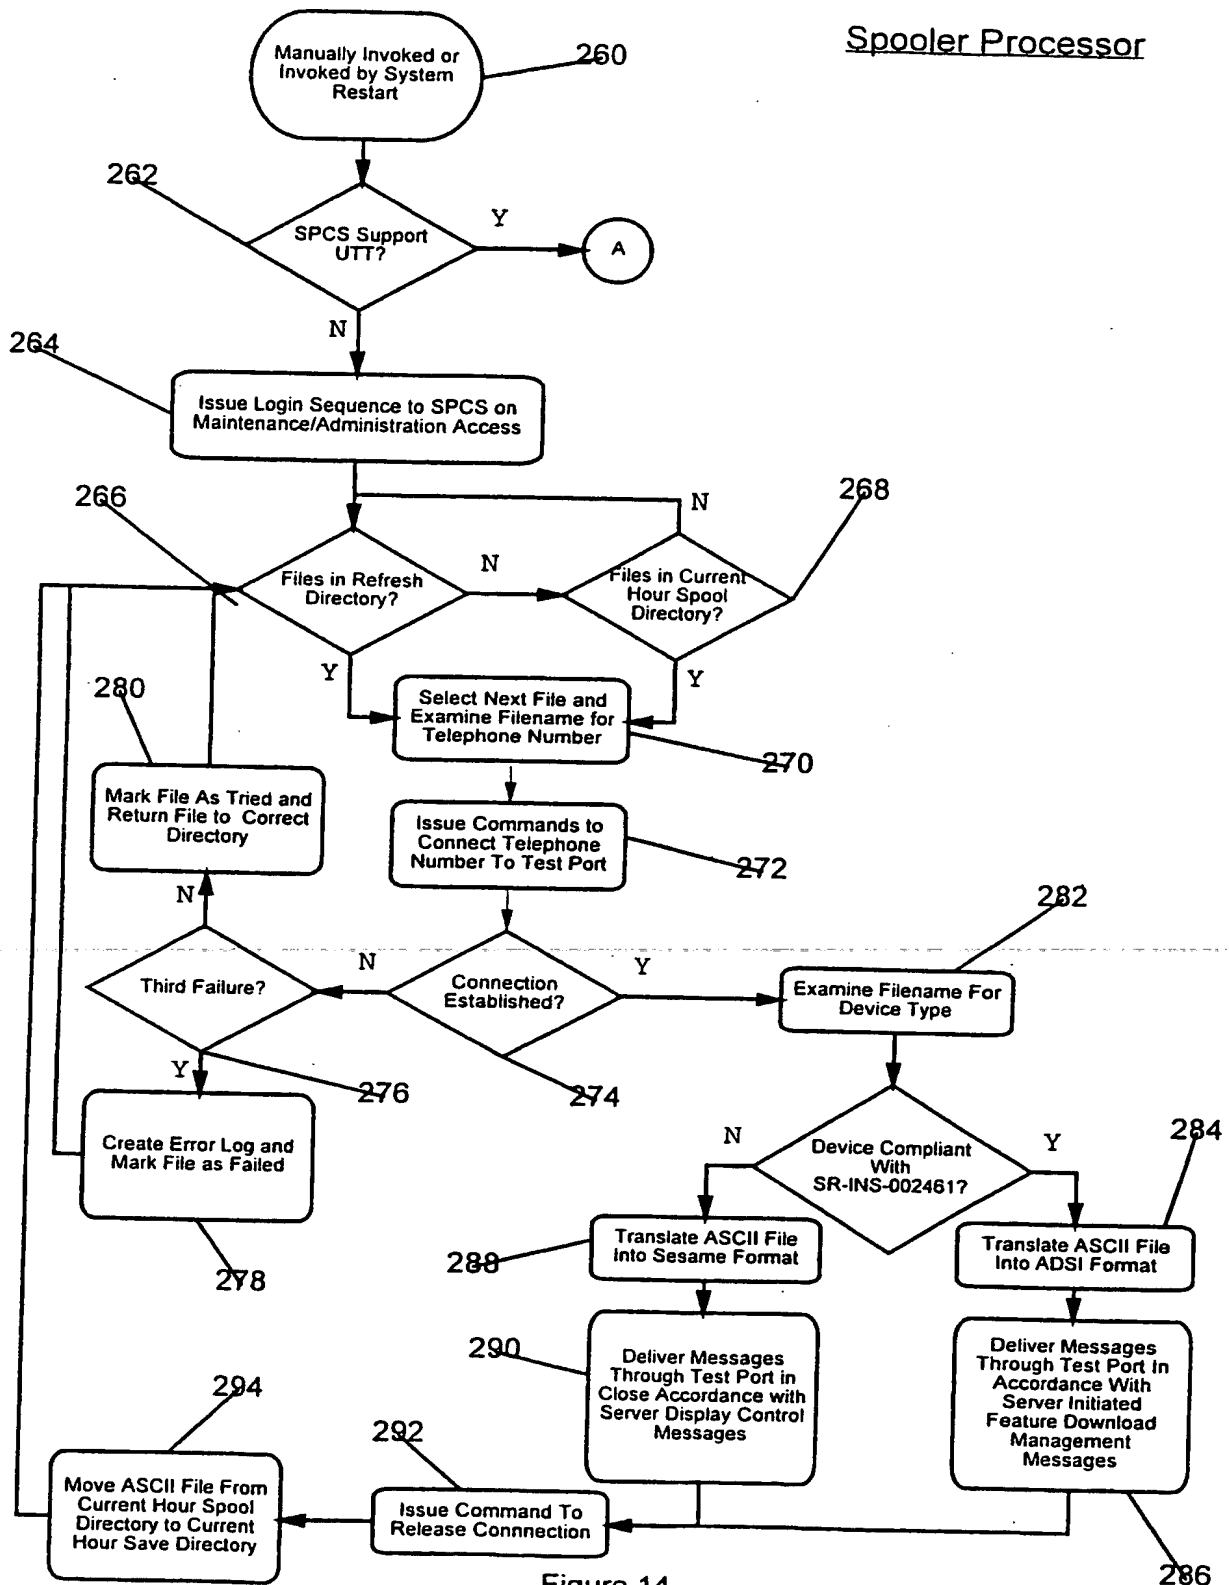 Spooler Processor
Manually Invoked or
Invoked by System
Restart
260
262
SPCS Support
UTT?
Y
A
N
264
Issue Login Sequence to SPCS on
Maintenance/Administration Access
266
N
268
Files in Refresh
Directory?
N
Files in Current
Hour Spool
Directory?
Y
Y
280
Select Next File and
Examine Filename for
Telephone Number
270
Mark File As Tried and
Return File to Correct
Directory
Issue Commands to
Connect Telephone
Number To Test Port
272
N
282
Third Failure?
N
Connection
Established?
Y
Examine Filename For
Device Type
Y
276
274
Create Error Log and
Mark File as Failed
N
Device Compliant
With
SR-INS-002461?
Y
284
278
288
Translate ASCII File
Into Sesame Format
Translate ASCII File
Into ADSI Format
290
Deliver Messages
Through Test Port in
Close Accordance with
Server Display Control
Messages
Deliver Messages
Through Test Port In
Accordance With
Server Initiated
Feature Download
Management
Messages
294
292
Move ASCII File From
Current Hour Spool
Directory to Current
Hour Save Directory
Issue Command To
Release Connnection
286
Figure 14